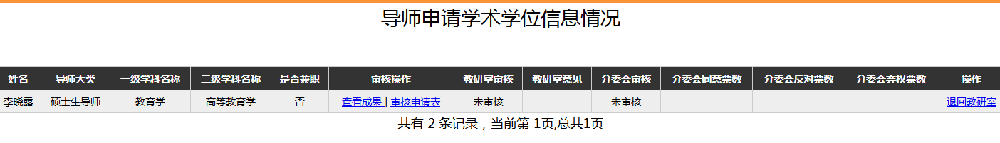 导师申请学术学位信息情况
姓名 导师大类 一级学科名称 二级学科名称 是否兼职 审核操作 教研室审核 教研室意见 分委会审核 分委会同意票数 分委会反对票数 分委会弃权票数 操作
李晓露 硕士生导师 教育学 高等教育学 否 查看成果 | 审核申请表 未审核 未审核 退回教研室
共有 2 条记录，当前第 1页,总共1页